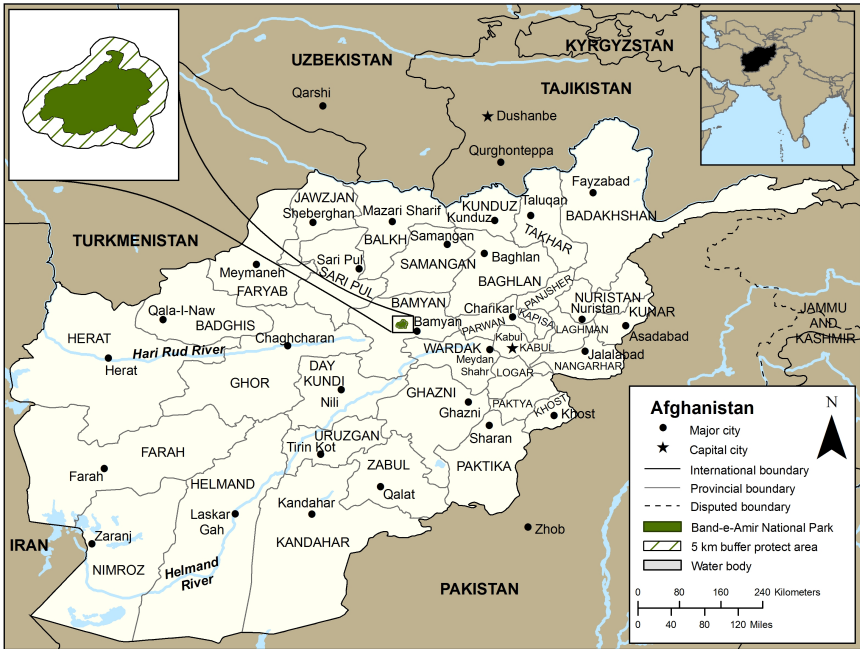 UZBEKISTAN
KYRGYZSTAN
TAJIKISTAN
Qarshi
Dushanbe
Qurghonteppa
Fayzabad
JAWZJAN
Sheberghan
Mazari Sharif
KUNDUZ
Kunduz
Taluqan
BADAKHSHAN
TURKMENISTAN
BALKH
Samangan
TAKHAR
Sari Pul
SARI PUL
SAMANGAN
Baghlan
Meymaneh
FARYAB
BAGHLAN
BAMYAN
PANJSHER
NURISTAN
Nuristan
KUNAR
Qala-I-Naw
BADGHIS
Bamyan
Charikar
PARWAN
KAPISA
LAGHMAN
Asadabad
JAMMU
AND
KASHMIR
HERAT
Chaghcharan
Hari Rud River
Herat
WARDAK
Kabul
KABUL
Meydan
Shahr
Jalalabad
LOGAR
NANGARHAR
GHOR
DAY
KUNDI
Nili
GHAZNI
Ghazni
PAKTYA
KHOST
Khost
Sharan
URUZGAN
Tirin Kot
FARAH
Farah
HELMAND
ZABUL
Qalat
PAKTIKA
Kandahar
Laskar
Gah
KANDAHAR
IRAN
Zaranj
NIMROZ
Helmand
River
Zhob
PAKISTAN
Afghanistan
N
Major city
Capital city
International boundary
Provincial boundary
Disputed boundary
Band-e-Amir National Park
5 km buffer protect area
Water body
0 80 160 240 Kilometers
0 40 80 120 Miles